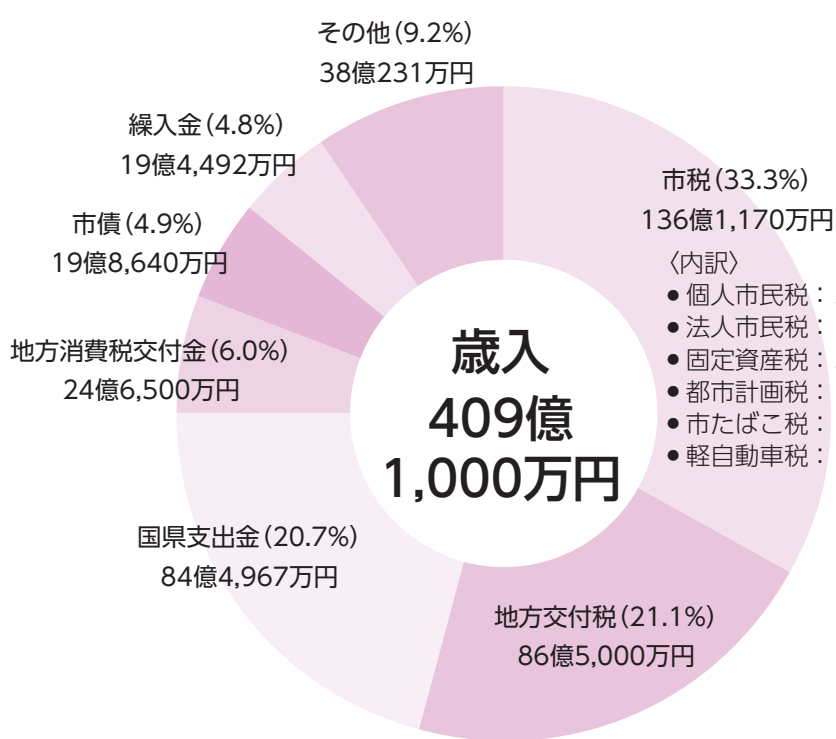 その他(9.2%)
38億231万円
繰入金(4.8%)
19億4,492万円
市債(4.9%)
19億8,640万円
地方消費税交付金(6.0%)
24億6,500万円
国県支出金(20.7%)
84億4,967万円
地方交付税(21.1%)
86億5,000万円
市税(33.3%)
136億1,170万円
〈内訳〉
●個人市民税：
●法人市民税：
●固定資産税：
●都市計画税：
●市たばこ税：
●軽自動車税：
歳入
409億
1,000万円